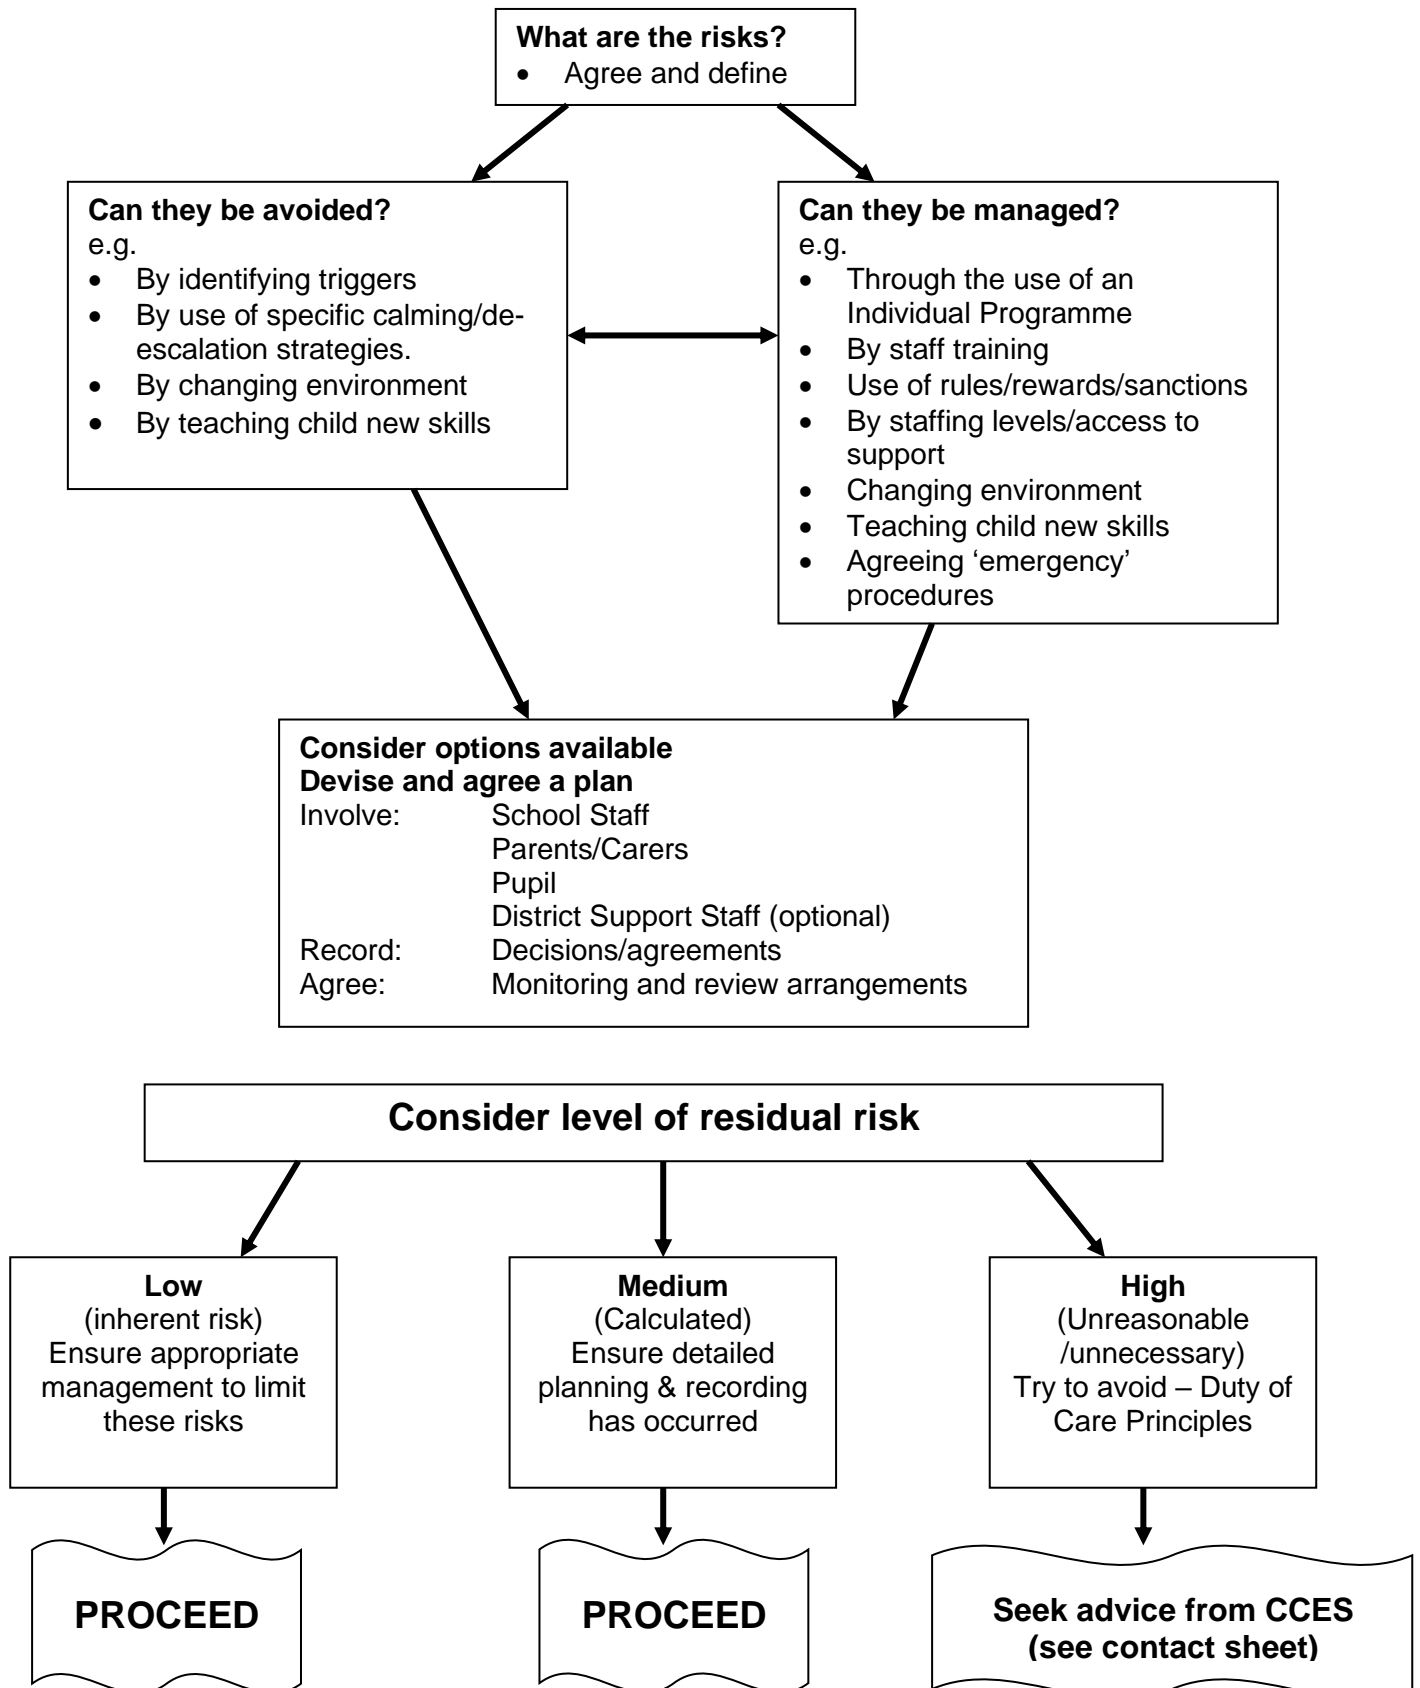 What are the risks?
• Agree and define
Can they be avoided?
e.g.
• By identifying triggers
• By use of specific calming/de-
escalation strategies.
• By changing environment
• By teaching child new skills
Can they be managed?
e.g.
• Through the use of an
Individual Programme
• By staff training
• Use of rules/rewards/sanctions
• By staffing levels/access to
support
• Changing environment
• Teaching child new skills
• Agreeing ‘emergency’
procedures
Consider options available
Devise and agree a plan
Involve: School Staff
Parents/Carers
Pupil
District Support Staff (optional)
Record: Decisions/agreements
Agree: Monitoring and review arrangements
Consider level of residual risk
Low
(inherent risk)
Ensure appropriate
management to limit
these risks
Medium
(Calculated)
Ensure detailed
planning & recording
has occurred
High
(Unreasonable
/unnecessary)
Try to avoid – Duty of
Care Principles
PROCEED
PROCEED
Seek advice from CCES
(see contact sheet)